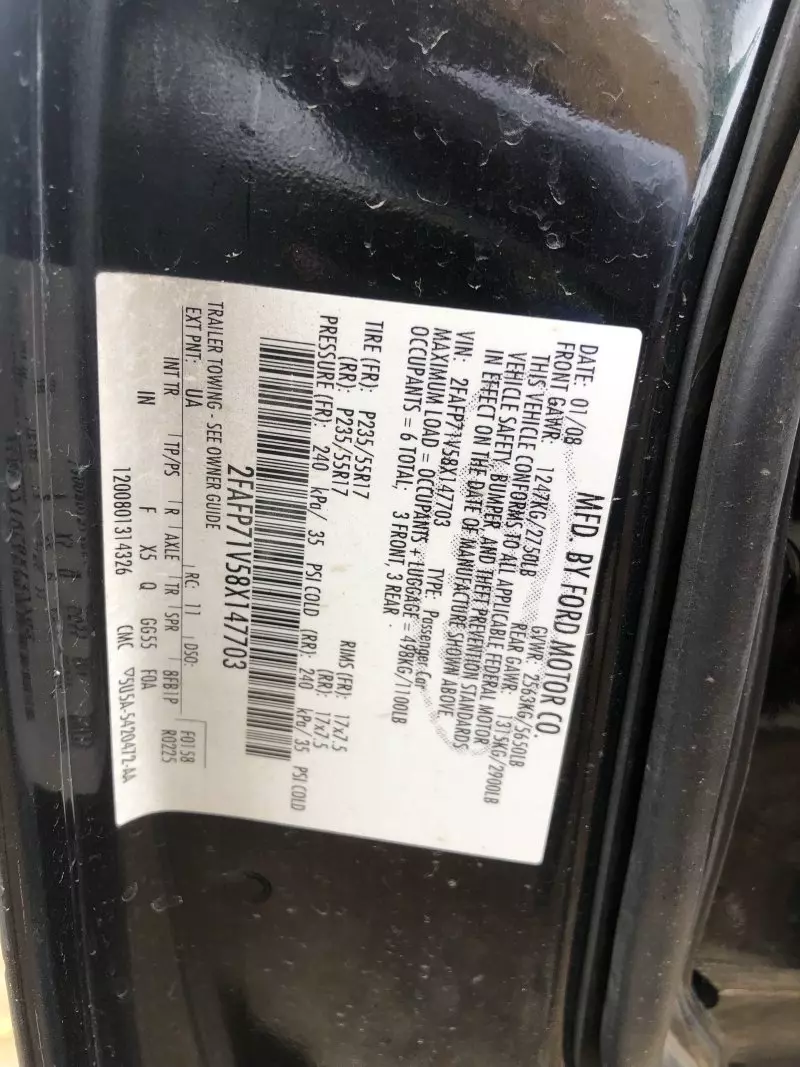 MFD. BY FORD MOTOR CO.
DATE: 01/08 GVWR: 2563KG/5650LB
FRONT GAWR: 1247KG/2750LB REAR GAWR: 1315KG/2900LB
THIS VEHICLE CONFORMS TO ALL APPLICABLE FEDERAL MOTOR
VEHICLE SAFETY, BUMPER, AND THEFT PREVENTION STANDARDS
IN EFFECT ON THE DATE OF MANUFACTURE SHOWN ABOVE
VIN: 2FAFP71V58X147703 TYPE: Passenger Car
MAXIMUM LOAD = OCCUPANTS + LUGGAGE = 498KG/1100LB
OCCUPANTS = 6 TOTAL: 3 FRONT, 3 REAR
TIRE (FR): P235/55R17 RIMS (FR): 17x7.5
(RR): P235/55R17 (RR): 17x7.5
PRESSURE (FR): 240 kPa/ 35 PSI COLD (RR): 240 kPa/ 35 PSI COLD
2FAFP71V58X147703
TRAILER TOWING - SEE OWNER GUIDE
EXT PNT: UA RC: 11 DSO: F0158
INT TR TP/PS R AXLE TR SPR 8FB1P R0225
IN F X5 Q GG55 FOA
1200801314326 CMC 5U5A-5420472-AA